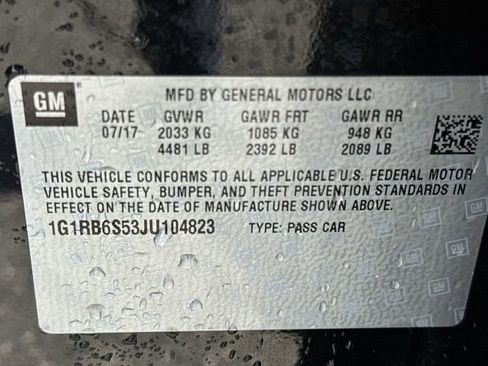 GM
MFD BY GENERAL MOTORS LLC
DATE GVWR GAWR FRT GAWR RR
07/17 2033 KG 1085 KG 948 KG
4481 LB 2392 LB 2089 LB
THIS VEHICLE CONFORMS TO ALL APPLICABLE U.S. FEDERAL MOTOR
VEHICLE SAFETY, BUMPER, AND THEFT PREVENTION STANDARDS IN
EFFECT ON THE DATE OF MANUFACTURE SHOWN ABOVE.
1G1RB6S53JU104823 TYPE: PASS CAR